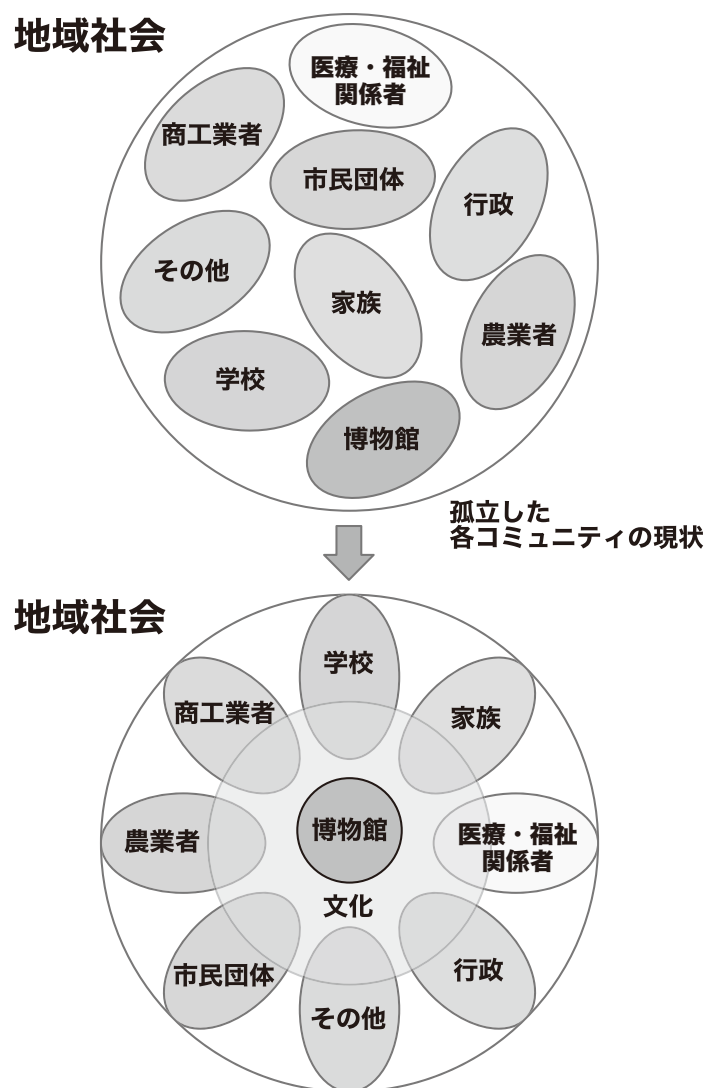 地域社会
医療・福祉
関係者
商工業者
市民団体
行政
その他
家族
農業者
学校
博物館
孤立した
各コミュニティの現状
地域社会
学校
商工業者
家族
農業者
博物館
医療・福祉
関係者
文化
市民団体
行政
その他